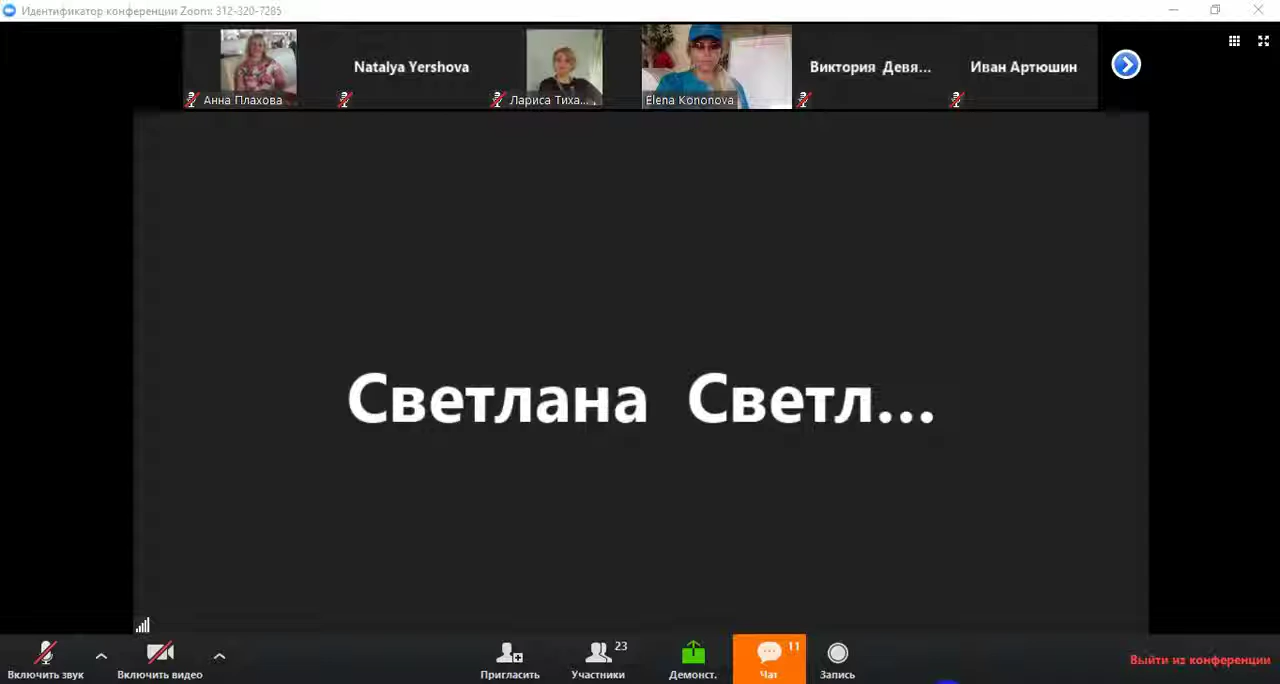 Идентификатор конференции Zoom: 312-320-7285
Анна Плахова
Natalya Yershova
Лариса Тиха...
Elena Kononova
Виктория Девя...
Иван Артюшин
Светлана Светл...
Включить звук
Включить видео
Пригласить
23
Участники
Демонст.
11
Чат
Запись
Выйти из конференции